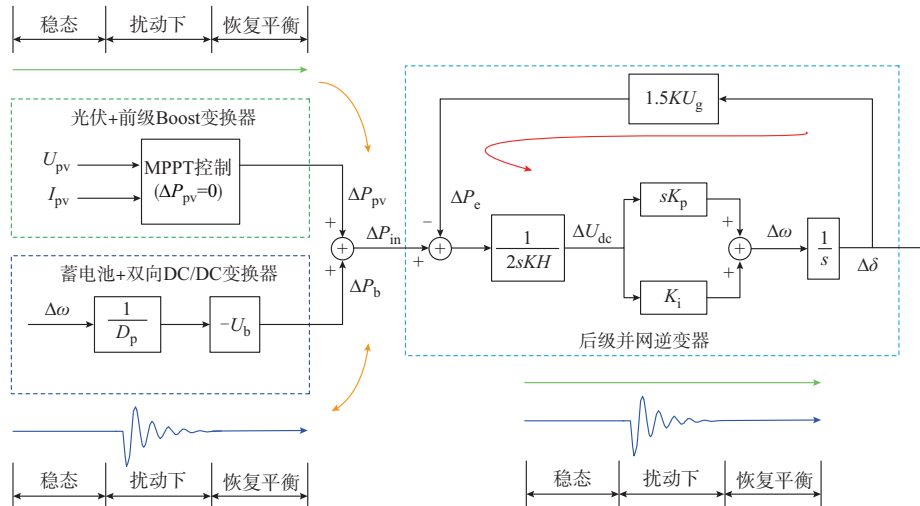 稳态 扰动下 恢复平衡
光伏+前级Boost变换器
U_pv
I_pv
MPPT控制
(ΔP_pv=0)
ΔP_pv
+
+
ΔP_in
ΔP_b
蓄电池+双向DC/DC变换器
Δω
1
D_p
−U_b
1.5KU_g
ΔP_e
−
+
1
2sKH
ΔU_dc
sK_p
K_i
+
+
Δω
1
s
Δδ
后级并网逆变器
稳态 扰动下 恢复平衡
稳态 扰动下 恢复平衡